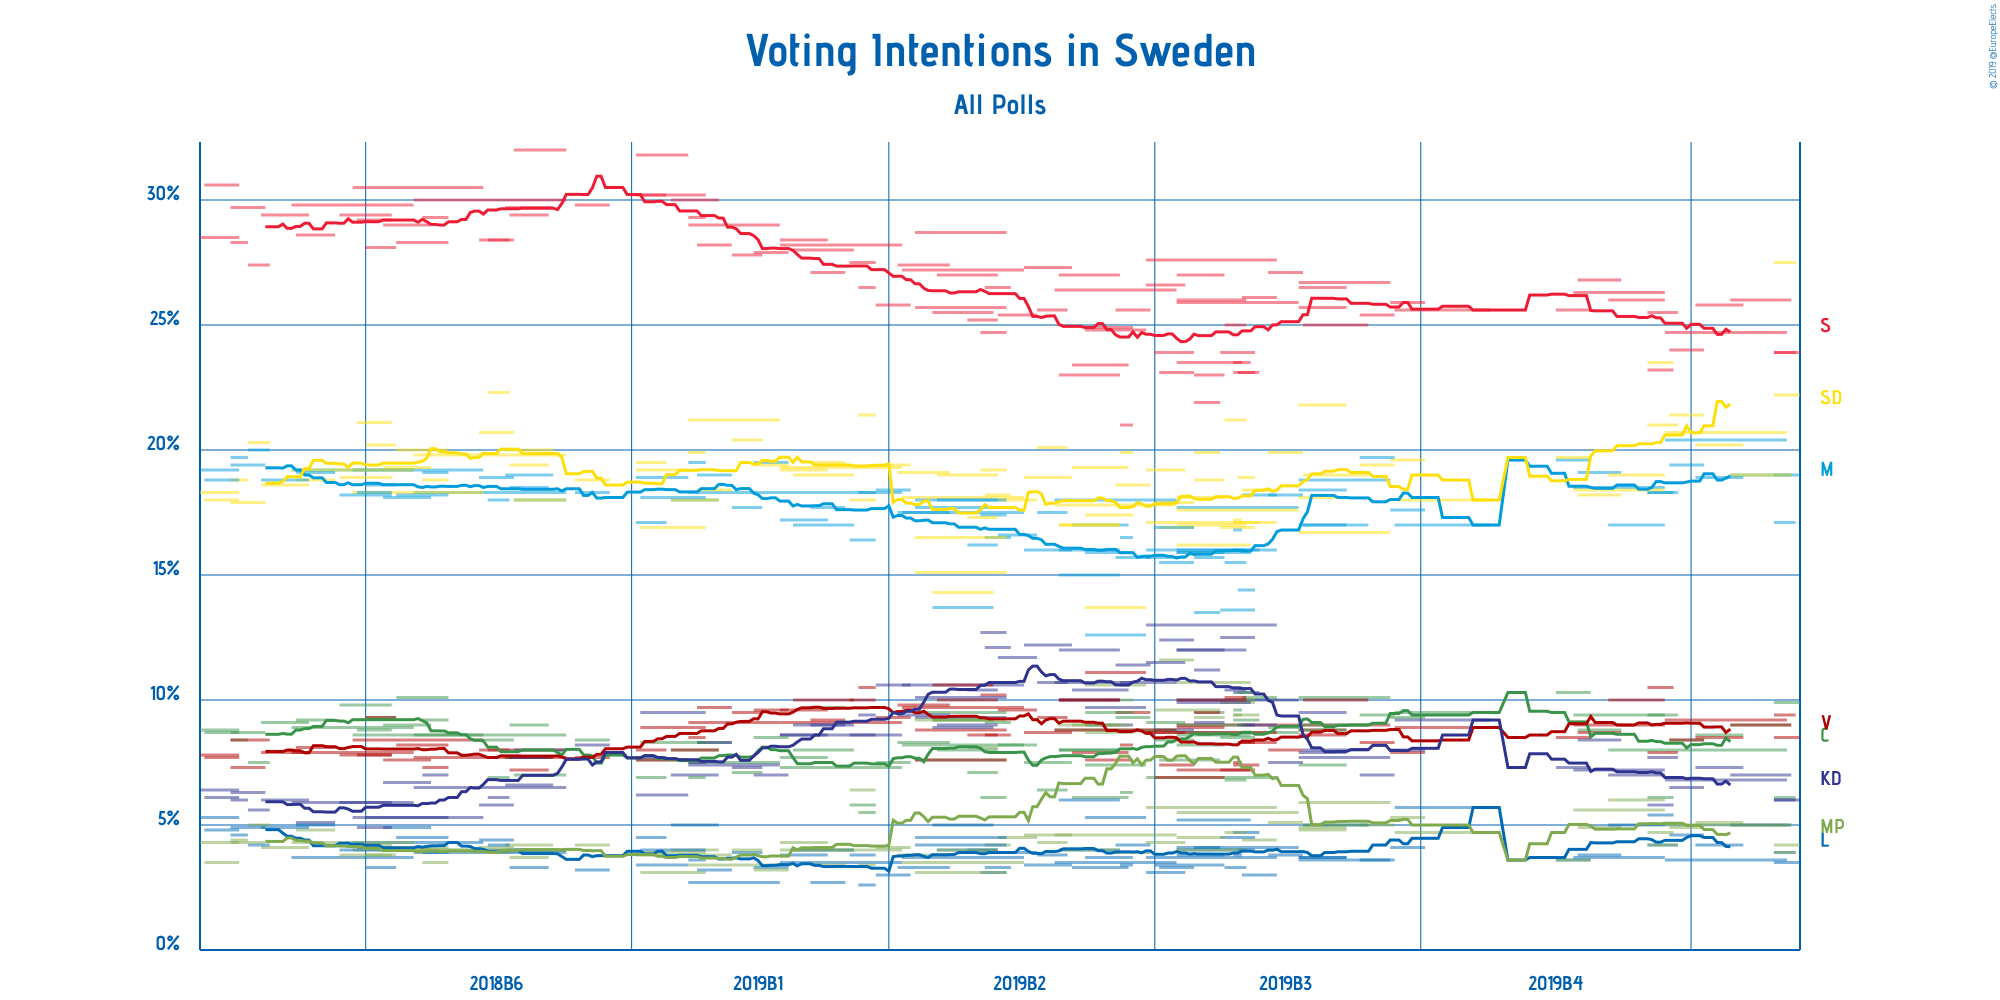 © 2019 @EuropeElects
Voting Intentions in Sweden
All Polls
30%
25%
20%
15%
10%
5%
0%
S
SD
M
V
C
KD
MP
L
2018B6
2019B1
2019B2
2019B3
2019B4